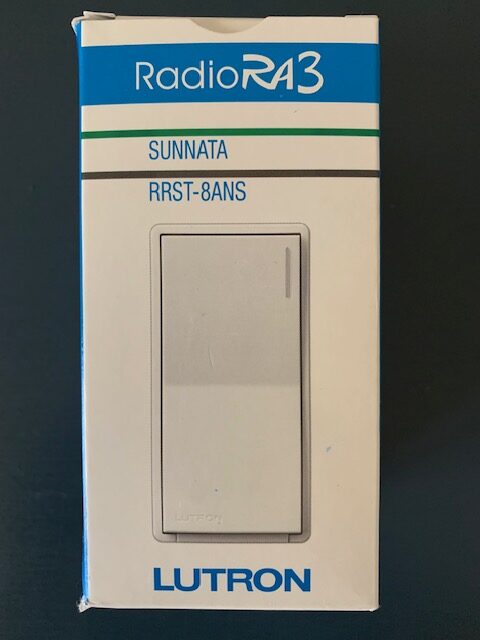 RadioRA3
SUNNATA
RRST-8ANS
LUTRON
LUTRON